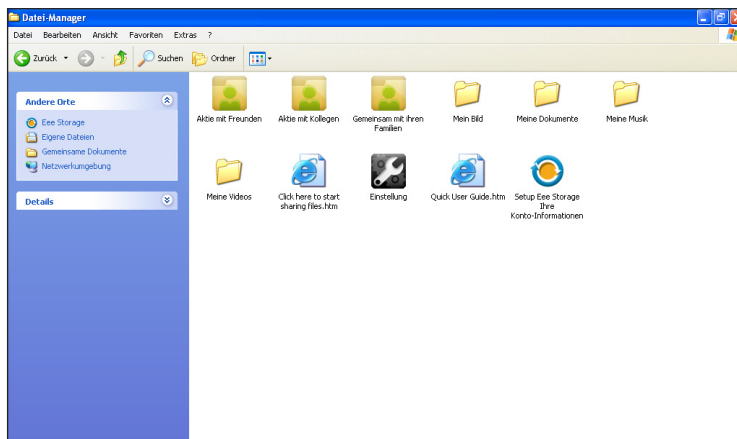 Datei-Manager
Datei Bearbeiten Ansicht Favoriten Extras ?
Zurück Suchen Ordner
Andere Orte
Eee Storage
Eigene Dateien
Gemeinsame Dokumente
Netzwerkumgebung
Details
Aktie mit Freunden
Aktie mit Kollegen
Gemeinsam mit ihren
Familien
Mein Bild
Meine Dokumente
Meine Musik
Meine Videos
Click here to start
sharing files.htm
Einstellung
Quick User Guide.htm
Setup Eee Storage
Ihre
Konto-Informationen